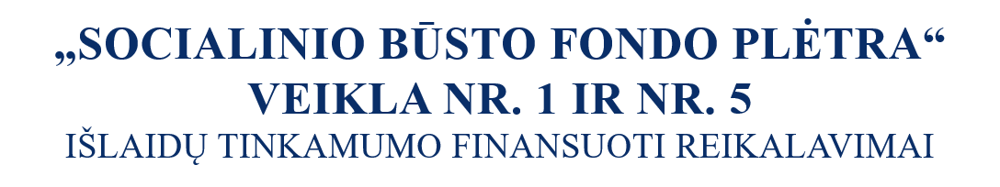 „SOCIALINIO BŪSTO FONDO PLĖTRA“
VEIKLA NR. 1 IR NR. 5
IŠLAIDŲ TINKAMUMO FINANSUOTI REIKALAVIMAI